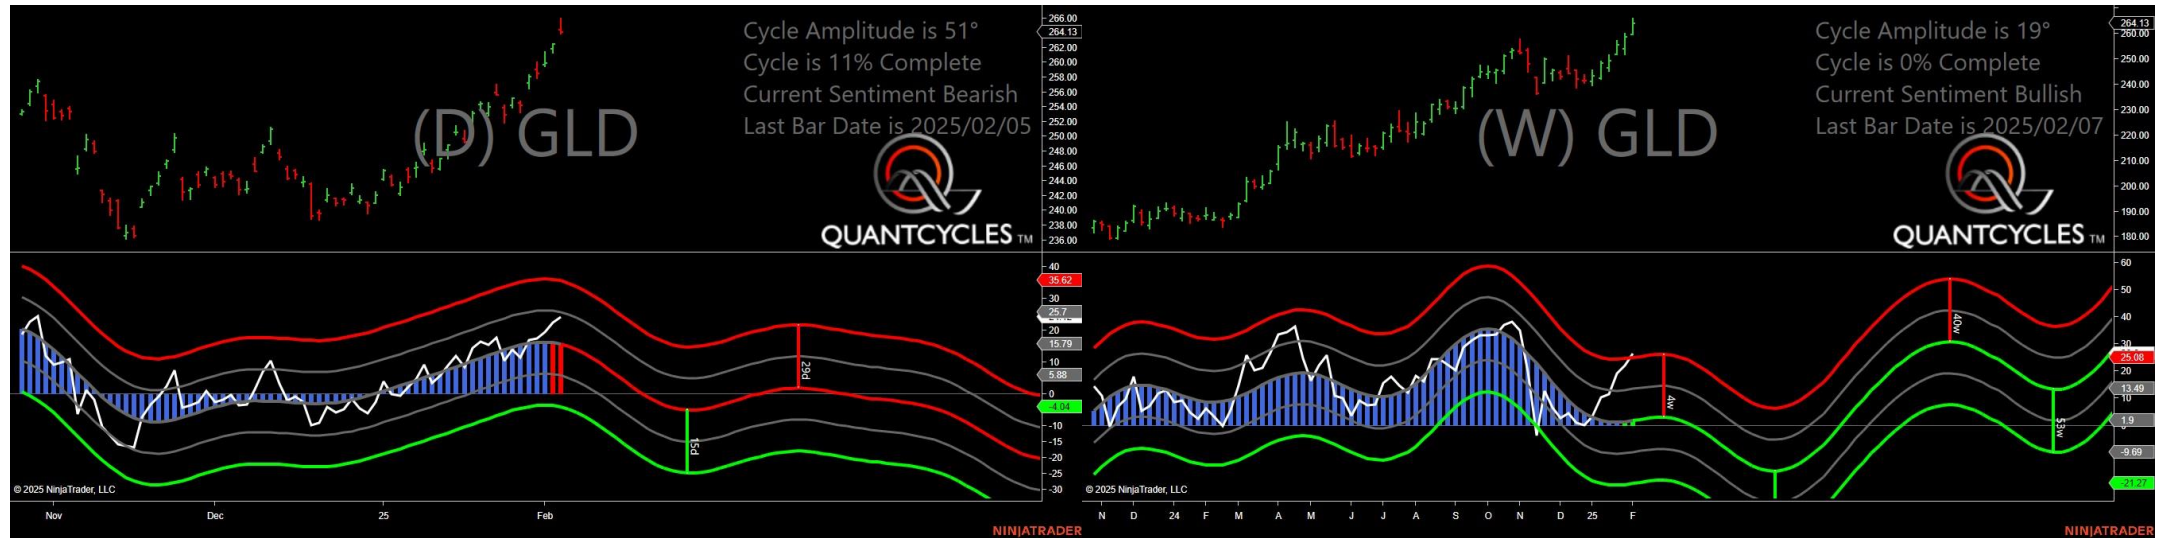 Cycle Amplitude is 51°
Cycle is 11% Complete
Current Sentiment Bearish
Last Bar Date is 2025/02/05
(D) GLD
QUANTCYCLES TM
266.00
264.13
262.00
260.00
258.00
256.00
254.00
252.00
250.00
248.00
246.00
244.00
242.00
240.00
238.00
236.00
40
35.62
30
25.7
20
15.79
10
5.88
0
-4.04
-10
-15
-20
-25
-30
15d
29d
© 2025 NinjaTrader, LLC
Nov Dec 25 Feb
NINJATRADER
Cycle Amplitude is 19°
Cycle is 0% Complete
Current Sentiment Bullish
Last Bar Date is 2025/02/07
(W) GLD
QUANTCYCLES TM
264.13
260.00
250.00
240.00
230.00
220.00
210.00
200.00
190.00
180.00
60
50
40
30
25.08
20
13.49
10
1.9
-9.69
-21.27
4w
40w
53w
© 2025 NinjaTrader, LLC
N D 24 F M A M J J A S O N D 25 F
NINJATRADER